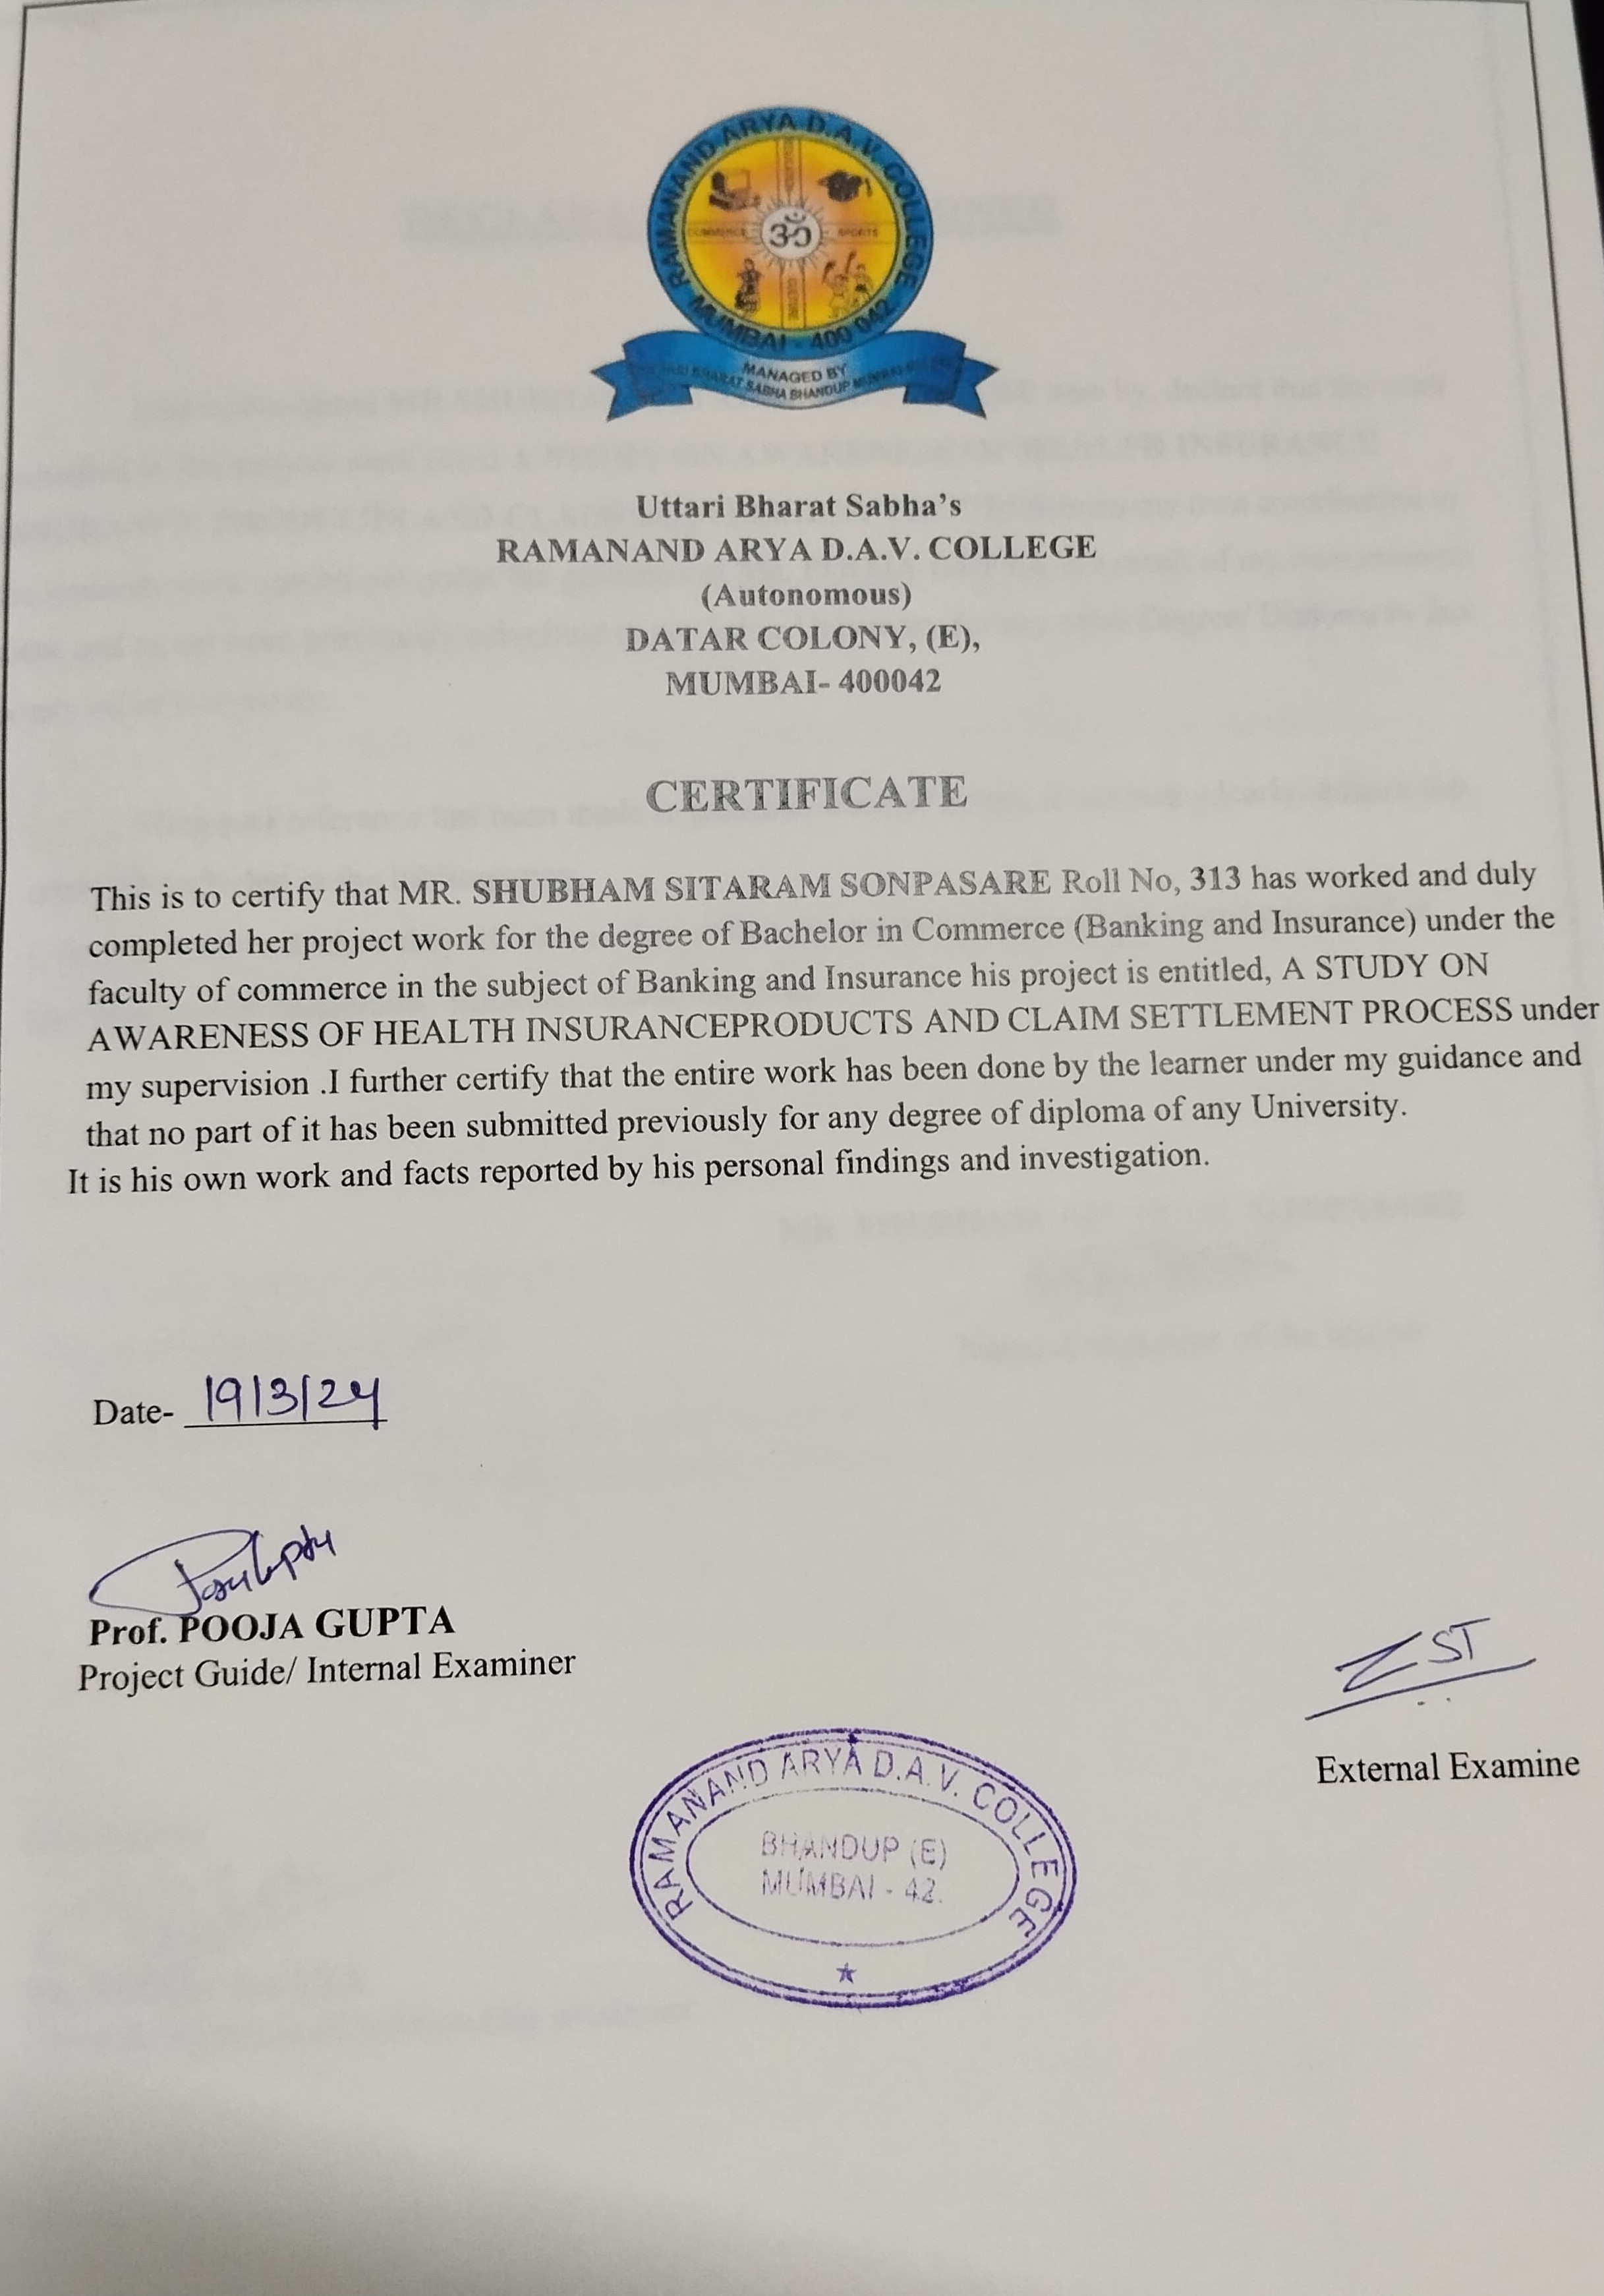 RAMANAND ARYA D.A.V. COLLEGE
MUMBAI - 400 042
COMMERCE
SPORTS
CULTURE
ॐ
MANAGED BY
BHARAT SABHA BHANDUP
Uttari Bharat Sabha's
RAMANAND ARYA D.A.V. COLLEGE
(Autonomous)
DATAR COLONY, (E),
MUMBAI- 400042
CERTIFICATE
This is to certify that MR. SHUBHAM SITARAM SONPASARE Roll No, 313 has worked and duly
completed her project work for the degree of Bachelor in Commerce (Banking and Insurance) under the
faculty of commerce in the subject of Banking and Insurance his project is entitled, A STUDY ON
AWARENESS OF HEALTH INSURANCEPRODUCTS AND CLAIM SETTLEMENT PROCESS under
my supervision .I further certify that the entire work has been done by the learner under my guidance and
that no part of it has been submitted previously for any degree of diploma of any University.
It is his own work and facts reported by his personal findings and investigation.
Date- 19/3/24
Prof. POOJA GUPTA
Project Guide/ Internal Examiner
External Examine
RAMANAND ARYA D.A.V. COLLEGE
BHANDUP (E)
MUMBAI - 42.